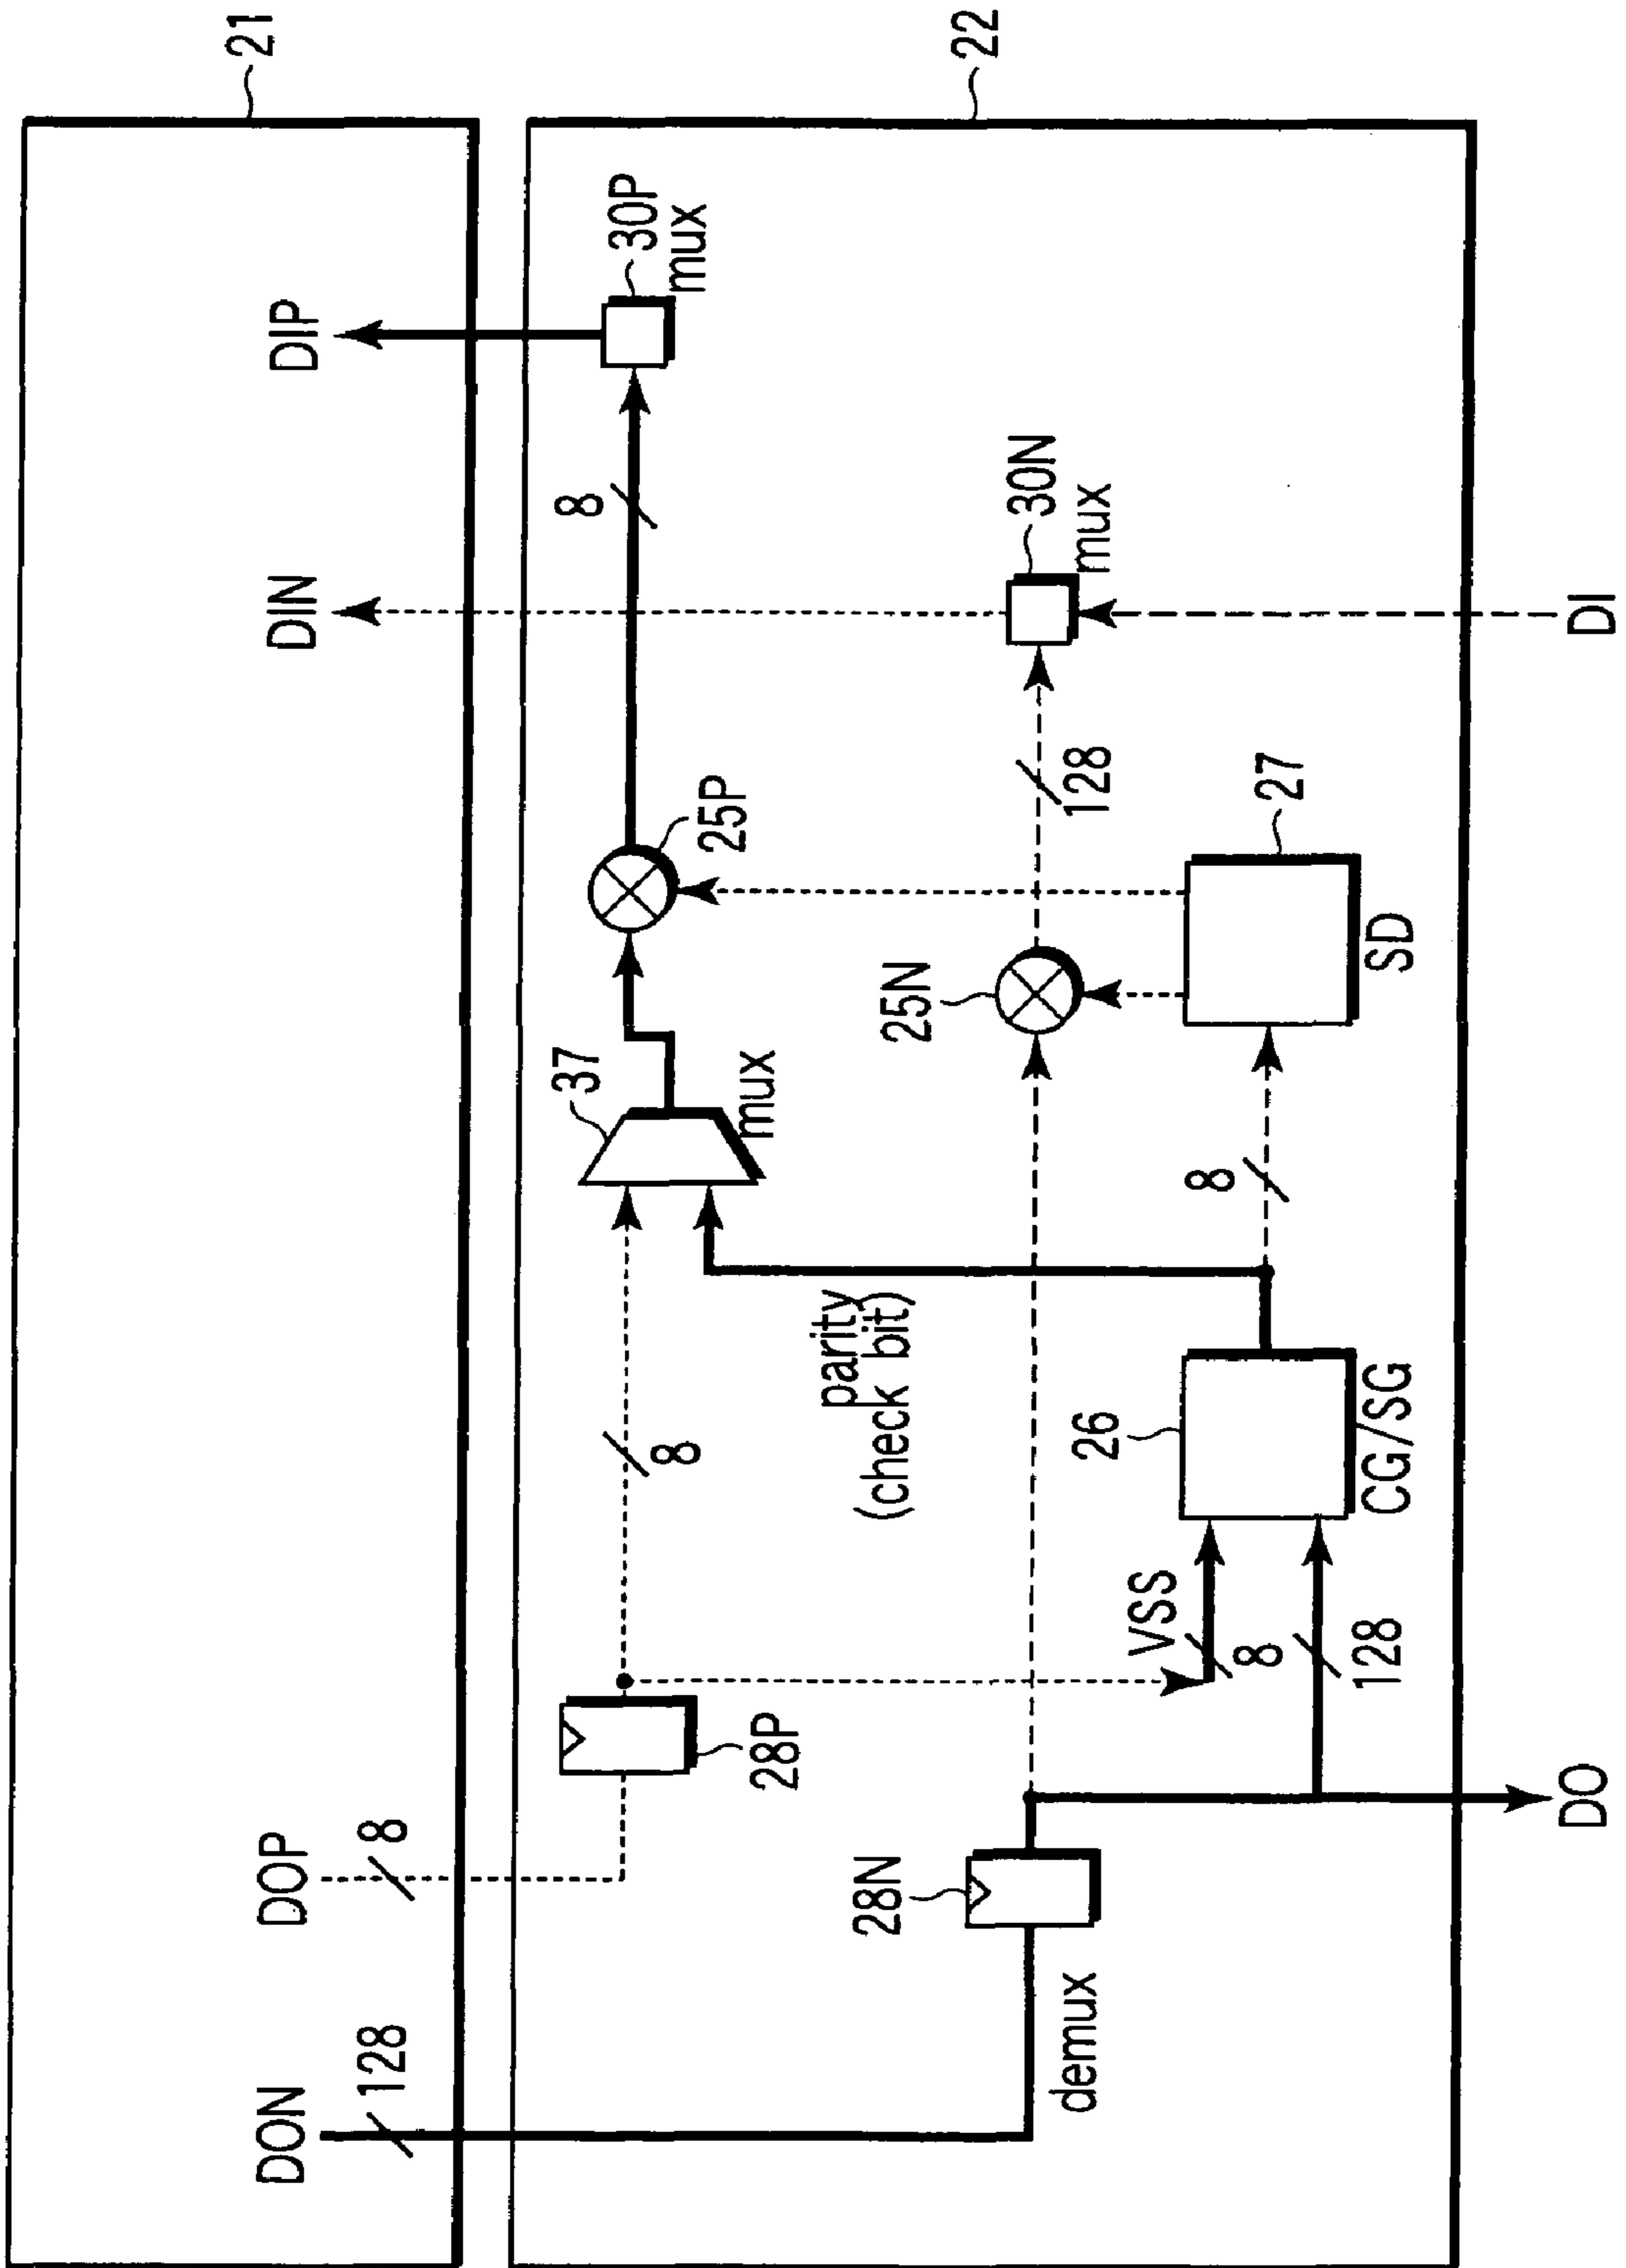 21
22
DON
128
DOP
8
DIN
DIP
28P
8
37
mux
25P
8
30P
mux
demux
28N
parity
(check bit)
25N
128
30N
mux
VSS
8
128
26
CG/SG
8
27
SD
DO
DI